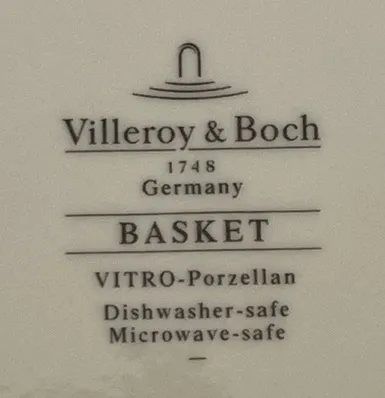 Villeroy & Boch
1748
Germany
BASKET
VITRO-Porzellan
Dishwasher-safe
Microwave-safe